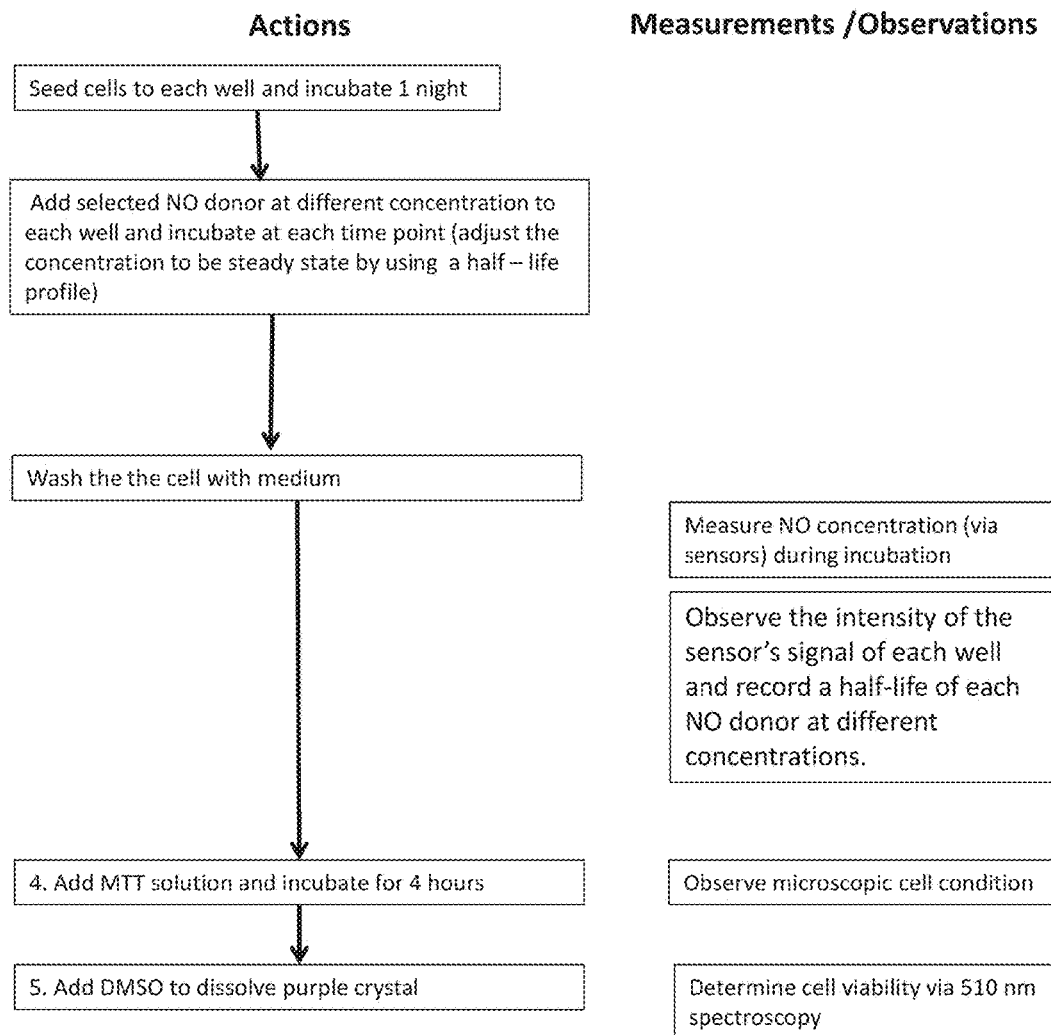 Actions
Measurements /Observations
Seed cells to each well and incubate 1 night
Add selected NO donor at different concentration to
each well and incubate at each time point (adjust the
concentration to be steady state by using a half – life
profile)
Wash the the cell with medium
Measure NO concentration (via
sensors) during incubation
Observe the intensity of the
sensor's signal of each well
and record a half-life of each
NO donor at different
concentrations.
4. Add MTT solution and incubate for 4 hours
Observe microscopic cell condition
5. Add DMSO to dissolve purple crystal
Determine cell viability via 510 nm
spectroscopy